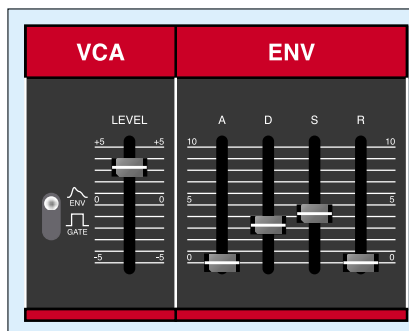 VCA
ENV
LEVEL
+5 +5
0 0
-5 -5
ENV
GATE
A D S R
10 10
5 5
0 0